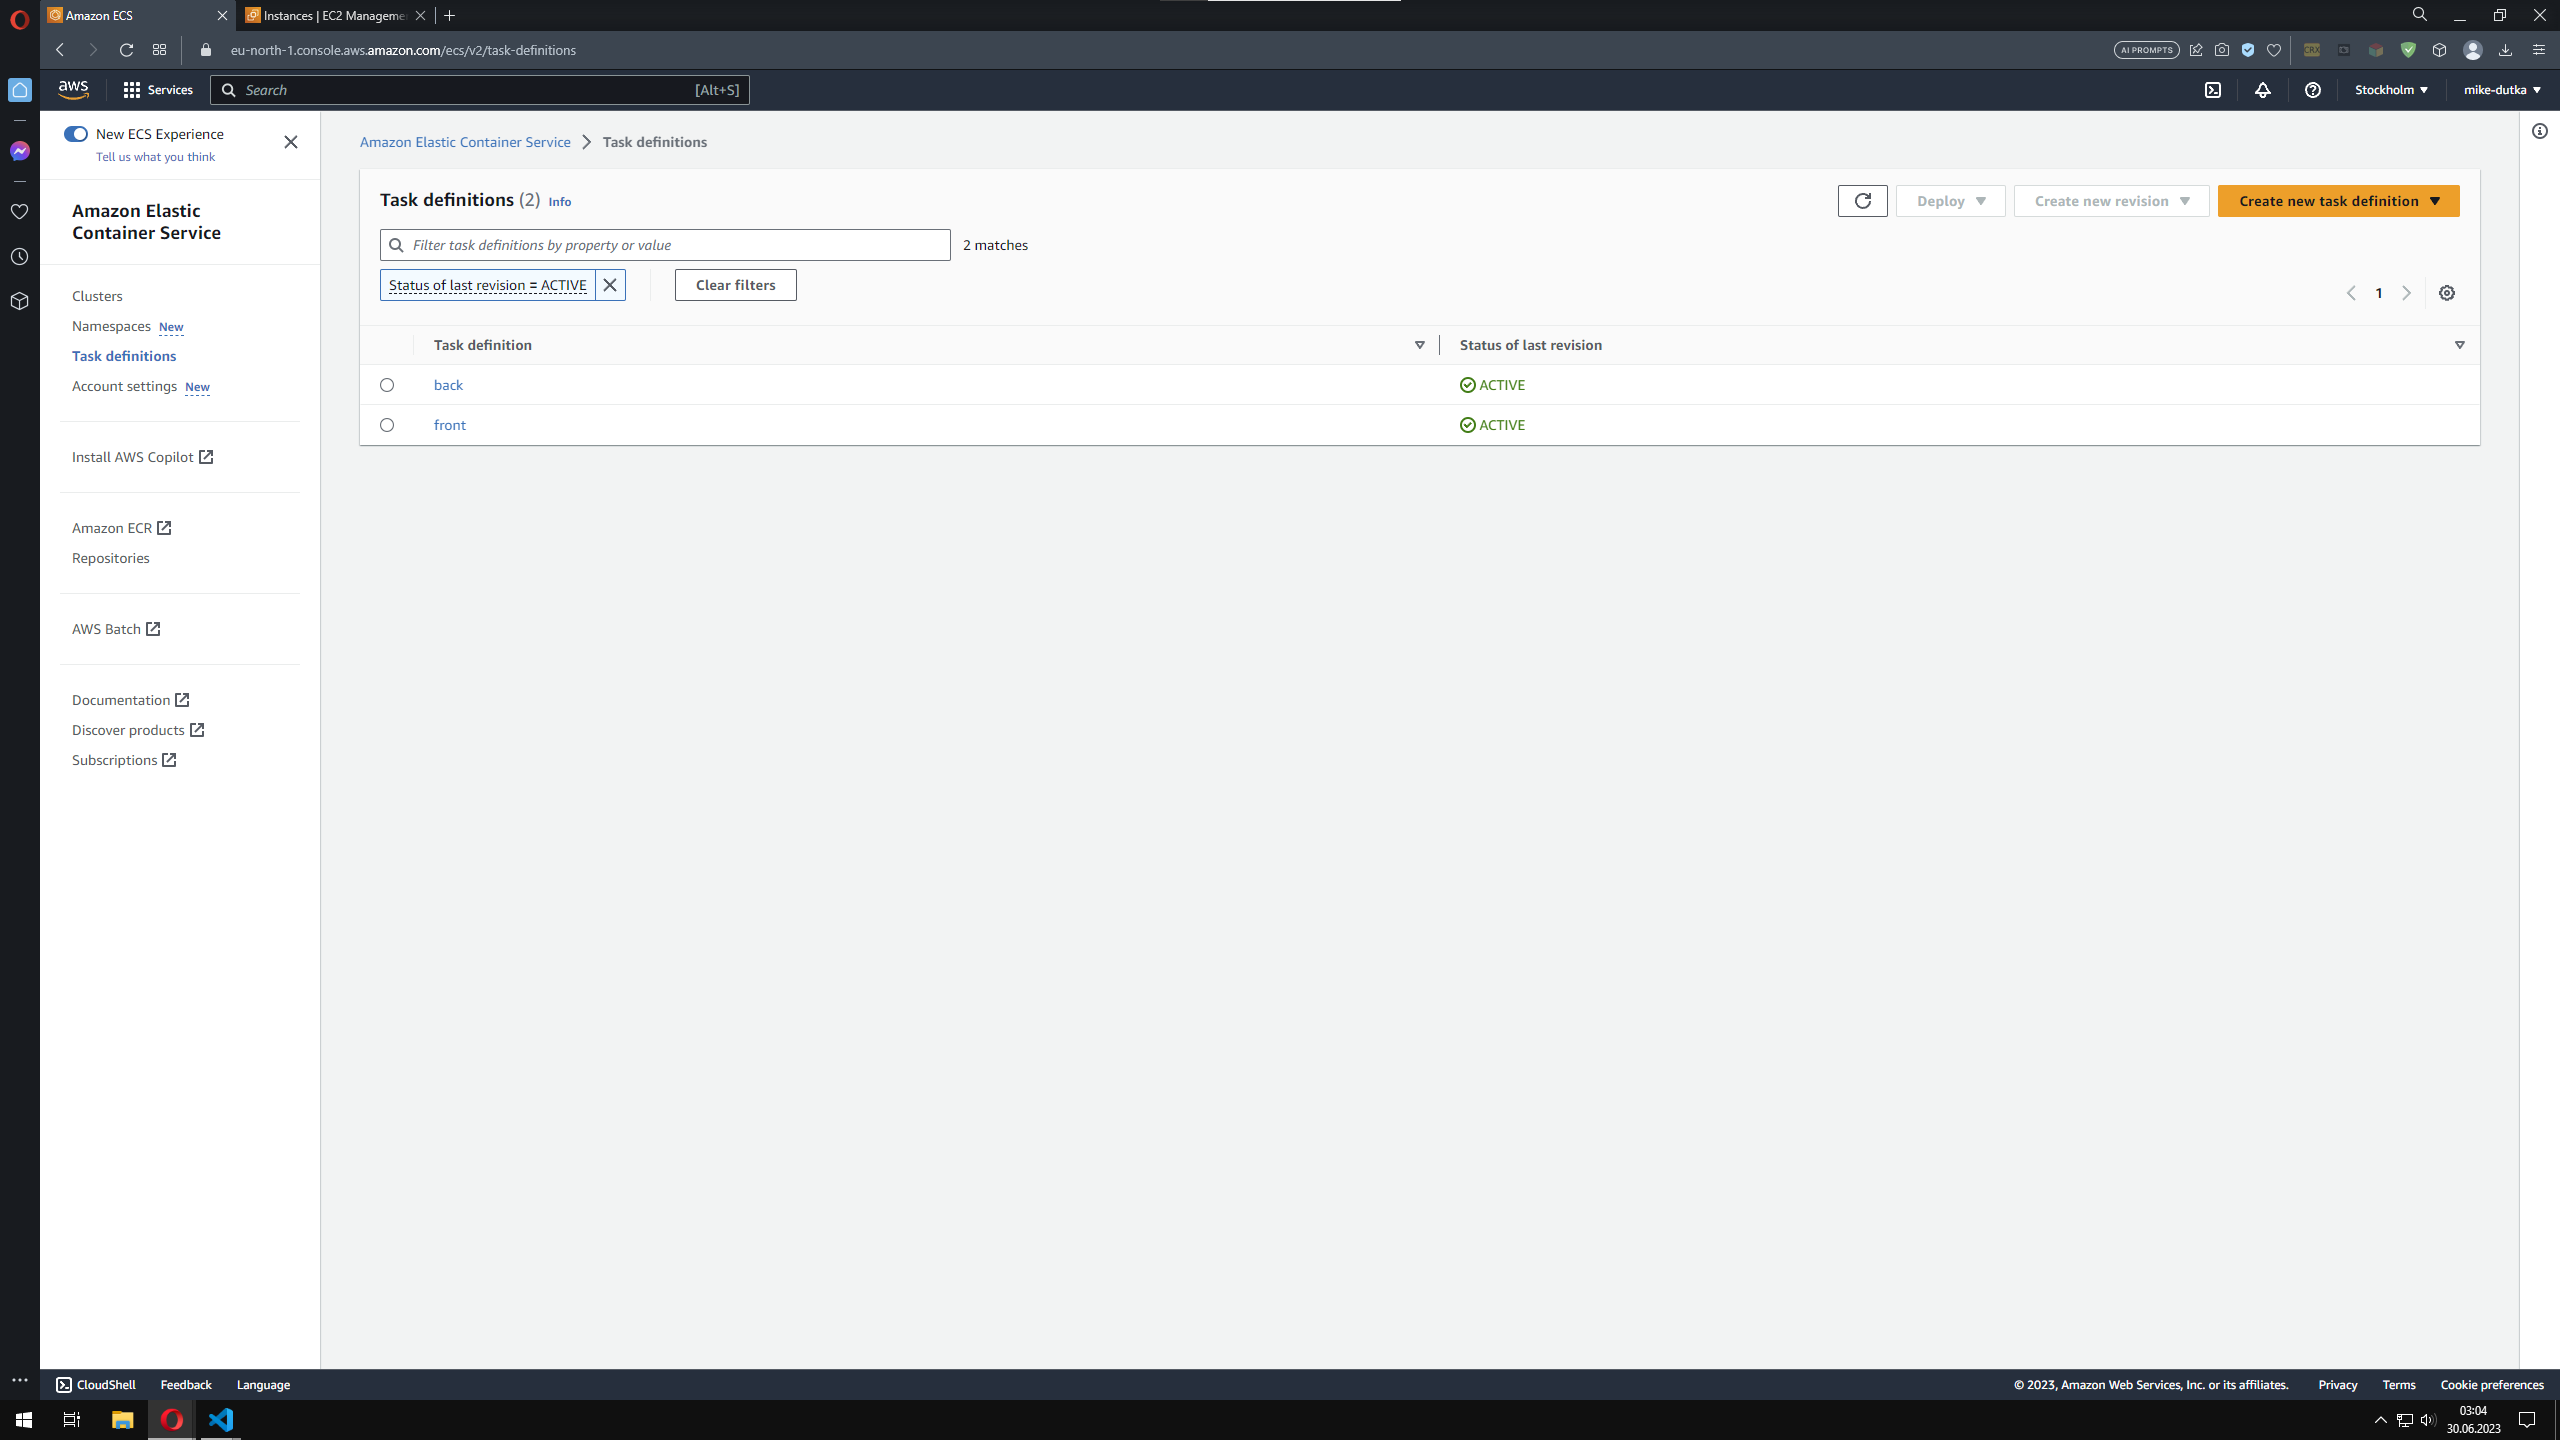 Amazon ECS
Instances | EC2 Managemen
eu-north-1.console.aws.amazon.com/ecs/v2/task-definitions
AI PROMPTS
CRX
aws
Services
Search
[Alt+S]
Stockholm
mike-dutka
New ECS Experience
Tell us what you think
Amazon Elastic
Container Service
Clusters
Namespaces New
Task definitions
Account settings New
Install AWS Copilot
Amazon ECR
Repositories
AWS Batch
Documentation
Discover products
Subscriptions
Amazon Elastic Container Service
Task definitions
Task definitions (2) Info
Deploy
Create new revision
Create new task definition
Filter task definitions by property or value
2 matches
Status of last revision = ACTIVE
Clear filters
1
Task definition
Status of last revision
back
ACTIVE
front
ACTIVE
CloudShell
Feedback
Language
© 2023, Amazon Web Services, Inc. or its affiliates.
Privacy
Terms
Cookie preferences
03:04
30.06.2023